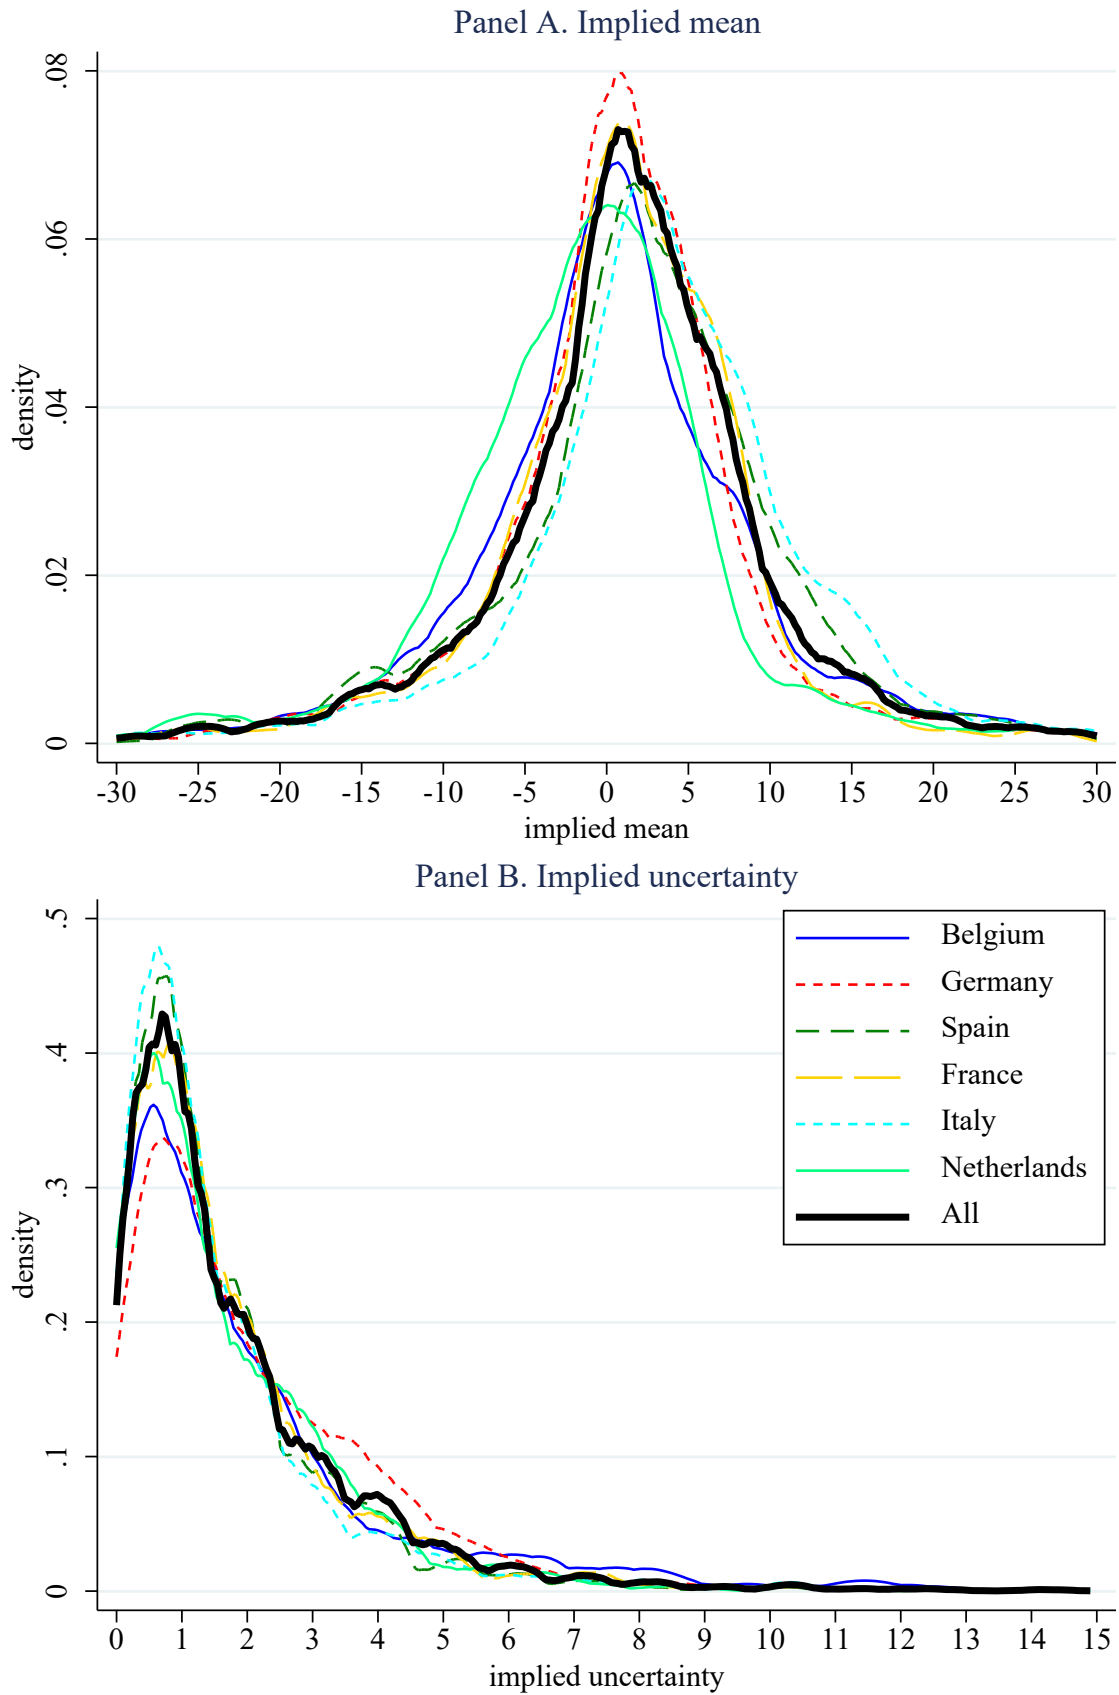 Panel A. Implied mean
density
.08
.06
.04
.02
0
-30 -25 -20 -15 -10 -5 0 5 10 15 20 25 30
implied mean
Panel B. Implied uncertainty
density
.5
.4
.3
.2
.1
0
Belgium
Germany
Spain
France
Italy
Netherlands
All
0 1 2 3 4 5 6 7 8 9 10 11 12 13 14 15
implied uncertainty